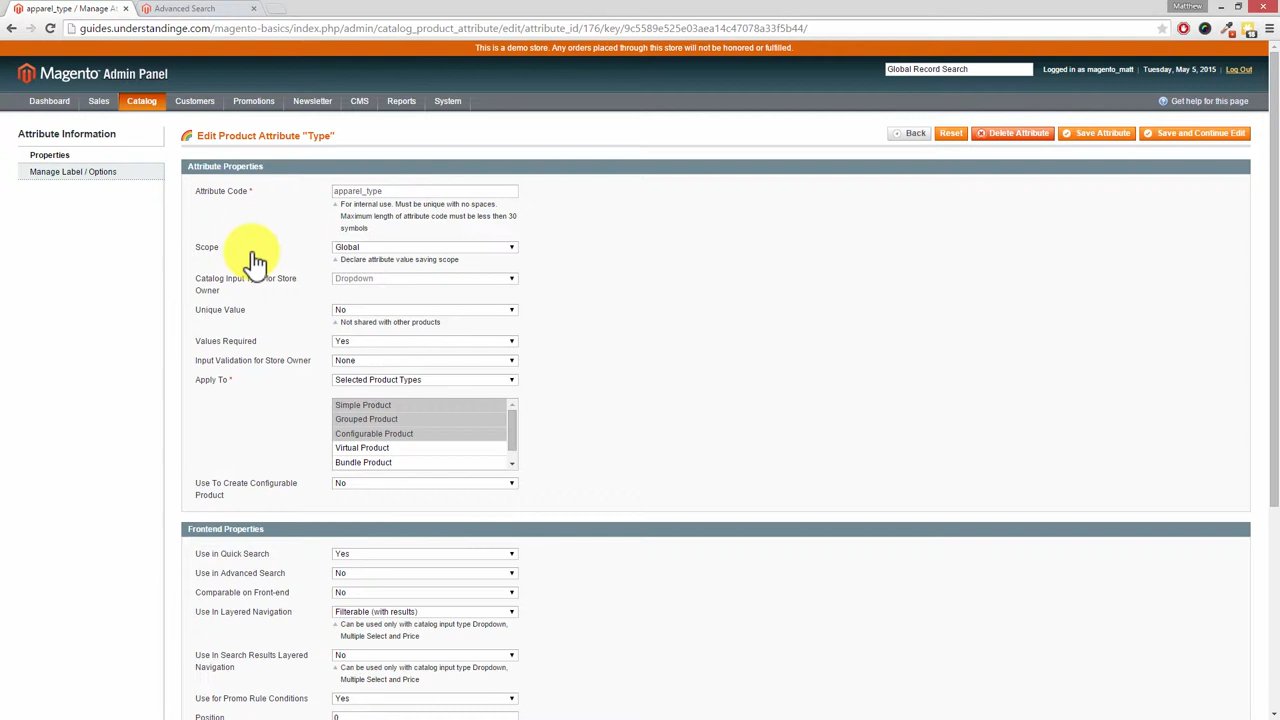 apparel_type / Manage At
Advanced Search
Matthew
guides.understandinge.com/magento-basics/index.php/admin/catalog_product_attribute/edit/attribute_id/176/key/9c5589e525e03aea14c47078a33f5b44/
This is a demo store. Any orders placed through this store will not be honored or fulfilled.
Magento Admin Panel
Global Record Search
Logged in as magento_matt
Tuesday, May 5, 2015
Log Out
Dashboard
Sales
Catalog
Customers
Promotions
Newsletter
CMS
Reports
System
Get help for this page
Attribute Information
Properties
Manage Label / Options
Edit Product Attribute "Type"
Back
Reset
Delete Attribute
Save Attribute
Save and Continue Edit
Attribute Properties
Attribute Code *
apparel_type
For internal use. Must be unique with no spaces.
Maximum length of attribute code must be less then 30
symbols
Scope
Global
Declare attribute value saving scope
Catalog Input for Store
Owner
Dropdown
Unique Value
No
Not shared with other products
Values Required
Yes
Input Validation for Store Owner
None
Apply To *
Selected Product Types
Simple Product
Grouped Product
Configurable Product
Virtual Product
Bundle Product
Use To Create Configurable
Product
No
Frontend Properties
Use in Quick Search
Yes
Use in Advanced Search
No
Comparable on Front-end
No
Use In Layered Navigation
Filterable (with results)
Can be used only with catalog input type Dropdown,
Multiple Select and Price
Use In Search Results Layered
Navigation
No
Can be used only with catalog input type Dropdown,
Multiple Select and Price
Use for Promo Rule Conditions
Yes
Position
0